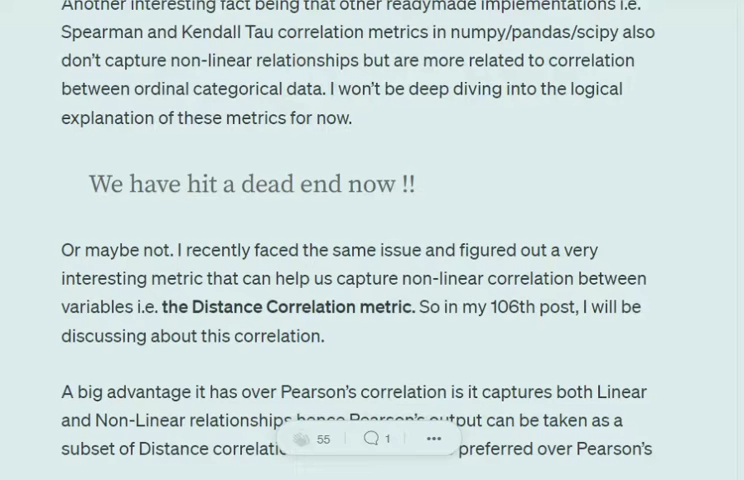 Another interesting fact being that other readymade implementations i.e.
Spearman and Kendall Tau correlation metrics in numpy/pandas/scipy also
don't capture non-linear relationships but are more related to correlation
between ordinal categorical data. I won't be deep diving into the logical
explanation of these metrics for now.
We have hit a dead end now !!
Or maybe not. I recently faced the same issue and figured out a very
interesting metric that can help us capture non-linear correlation between
variables i.e. the Distance Correlation metric. So in my 106th post, I will be
discussing about this correlation.
A big advantage it has over Pearson's correlation is it captures both Linear
and Non-Linear relationships hence Pearson's output can be taken as a
subset of Distance correlati preferred over Pearson's
55 1